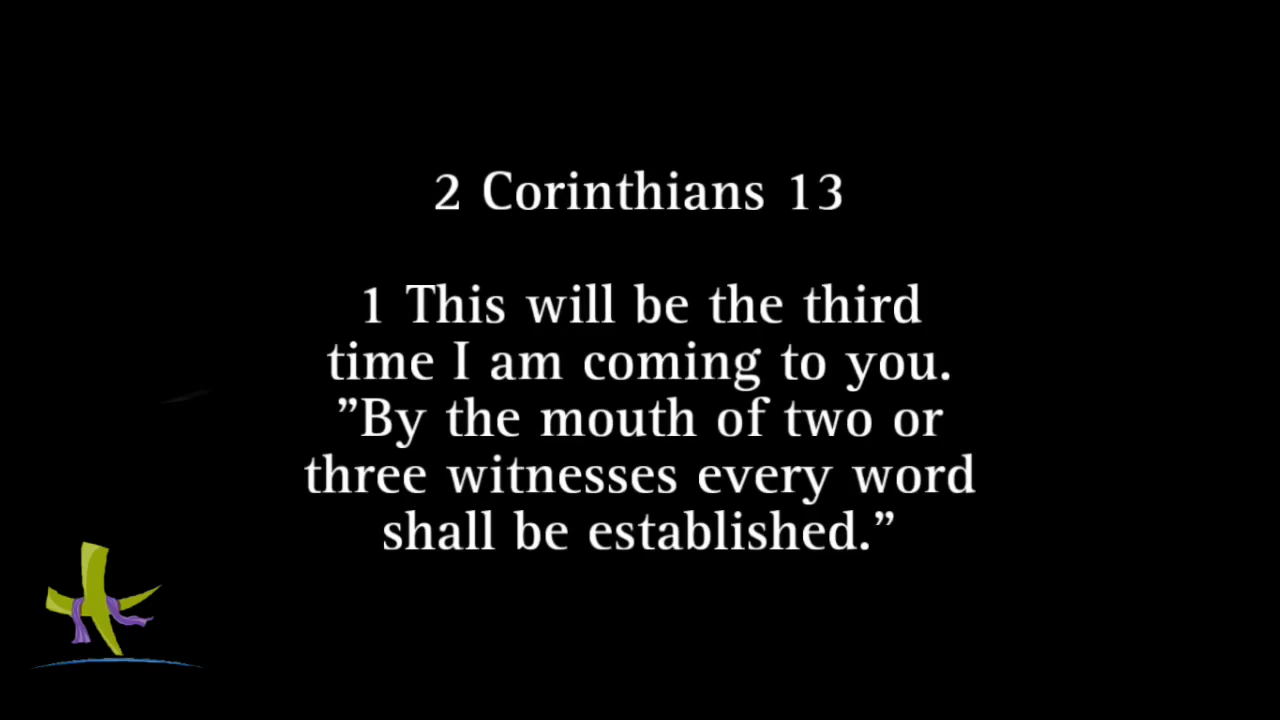 2 Corinthians 13
1 This will be the third
time I am coming to you.
”By the mouth of two or
three witnesses every word
shall be established.”